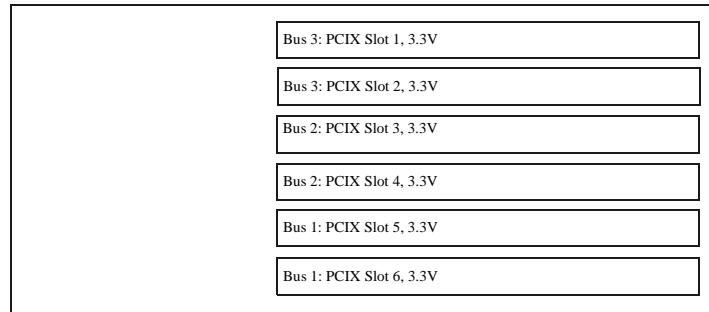 Bus 3: PCIX Slot 1, 3.3V
Bus 3: PCIX Slot 2, 3.3V
Bus 2: PCIX Slot 3, 3.3V
Bus 2: PCIX Slot 4, 3.3V
Bus 1: PCIX Slot 5, 3.3V
Bus 1: PCIX Slot 6, 3.3V